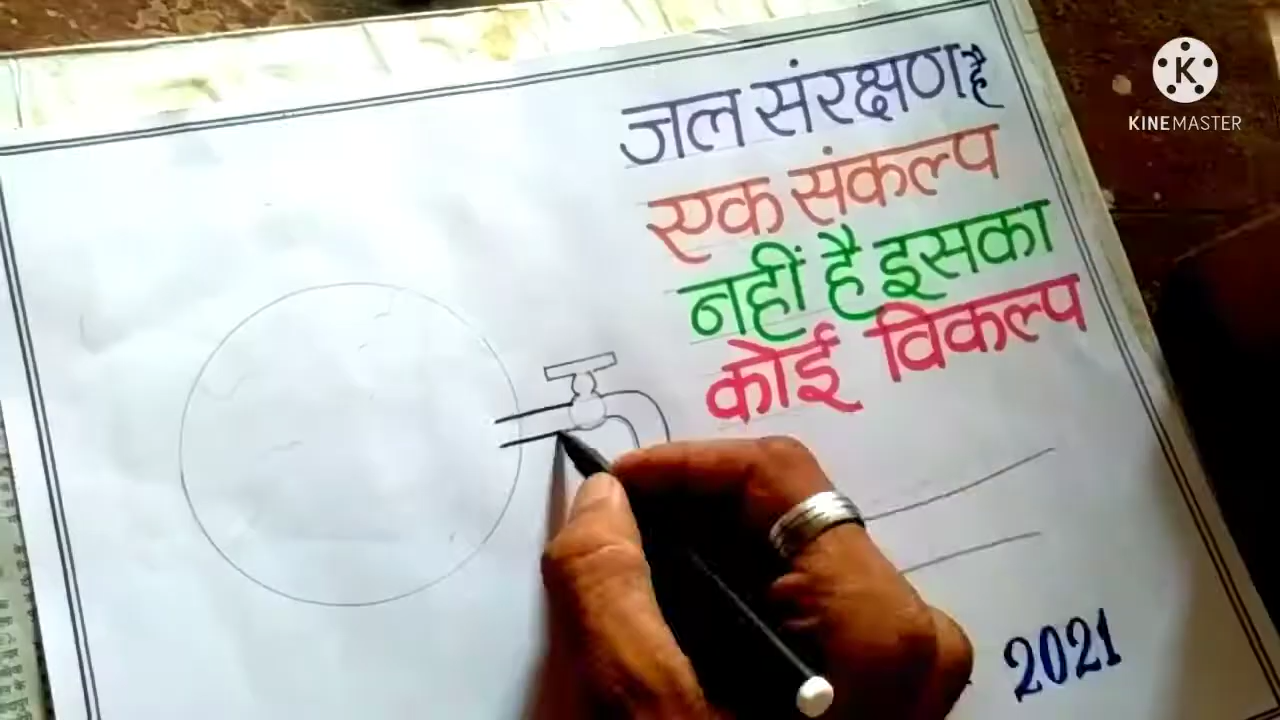 जल संरक्षण है
एक संकल्प
नहीं है इसका
कोई विकल्प
2021
K
KINEMASTER